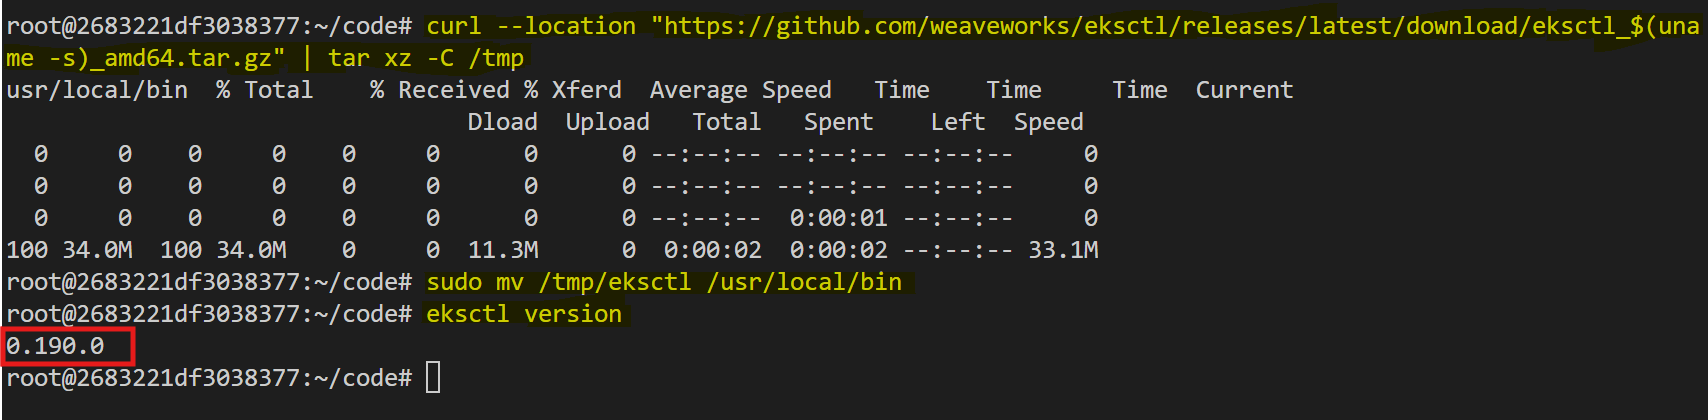 root@2683221df3038377:~/code# curl --location "https://github.com/weaveworks/eksctl/releases/latest/download/eksctl_$(una
me -s)_amd64.tar.gz" | tar xz -C /tmp
usr/local/bin  % Total    % Received % Xferd  Average Speed   Time    Time     Time  Current
                                 Dload  Upload   Total   Spent    Left  Speed
  0     0    0     0    0     0      0      0 --:--:-- --:--:-- --:--:--     0
  0     0    0     0    0     0      0      0 --:--:-- --:--:-- --:--:--     0
  0     0    0     0    0     0      0      0 --:--:--  0:00:01 --:--:--     0
100 34.0M  100 34.0M    0     0  11.3M      0  0:00:02  0:00:02 --:--:-- 33.1M
root@2683221df3038377:~/code# sudo mv /tmp/eksctl /usr/local/bin
root@2683221df3038377:~/code# eksctl version
0.190.0
root@2683221df3038377:~/code#